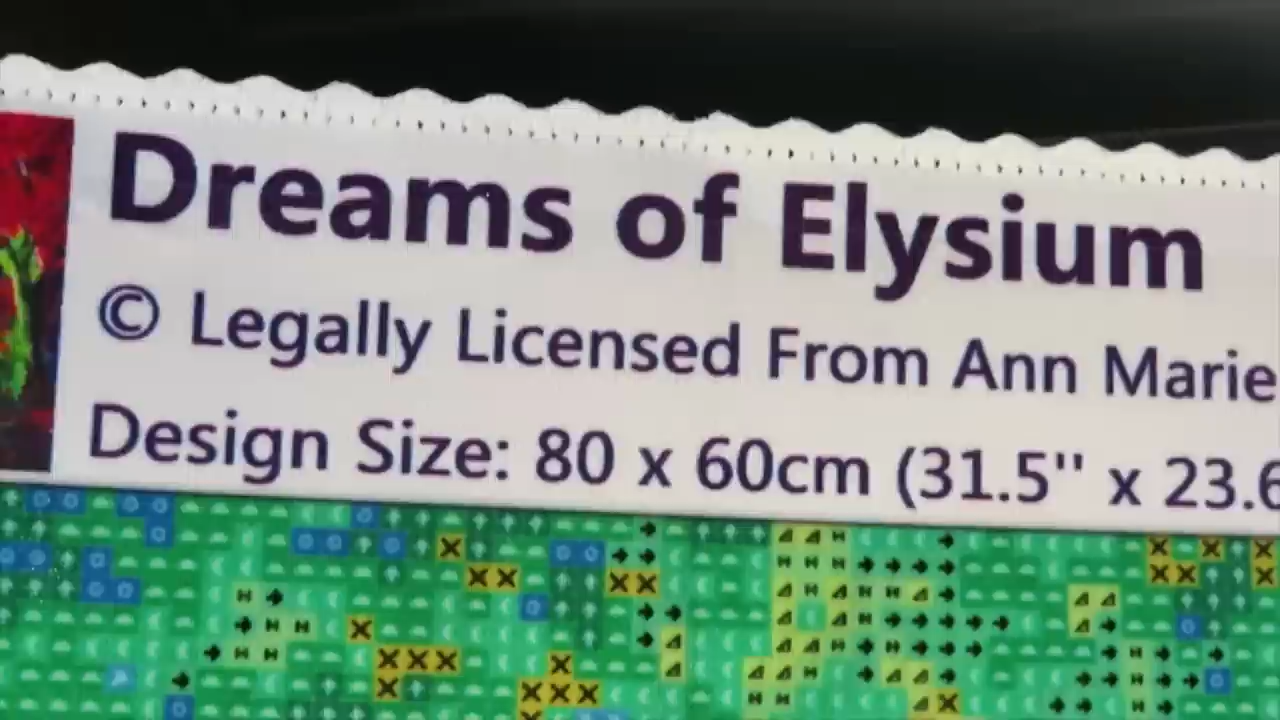 Dreams of Elysium
© Legally Licensed From Ann Marie
Design Size: 80 x 60cm (31.5'' x 23.6